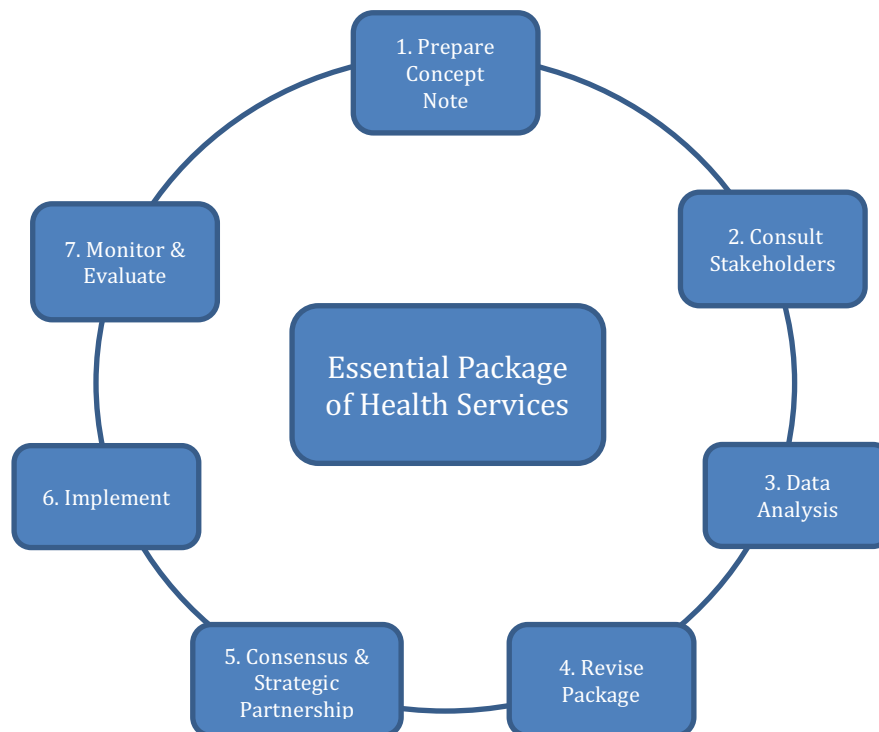 1. Prepare
Concept
Note
2. Consult
Stakeholders
3. Data
Analysis
4. Revise
Package
5. Consensus &
Strategic
Partnership
6. Implement
7. Monitor &
Evaluate
Essential Package
of Health Services